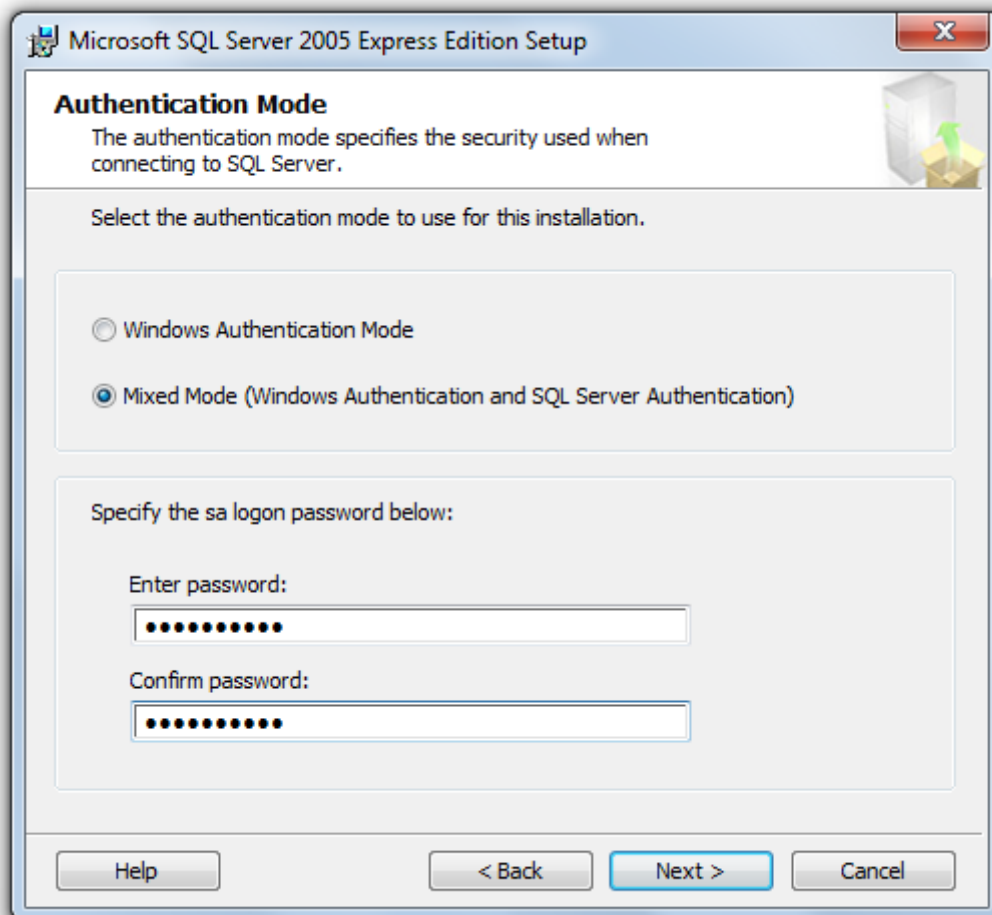 Microsoft SQL Server 2005 Express Edition Setup
Authentication Mode
The authentication mode specifies the security used when
connecting to SQL Server.
Select the authentication mode to use for this installation.
Windows Authentication Mode
Mixed Mode (Windows Authentication and SQL Server Authentication)
Specify the sa logon password below:
Enter password:
●●●●●●●●●●
Confirm password:
●●●●●●●●●●
Help < Back Next > Cancel